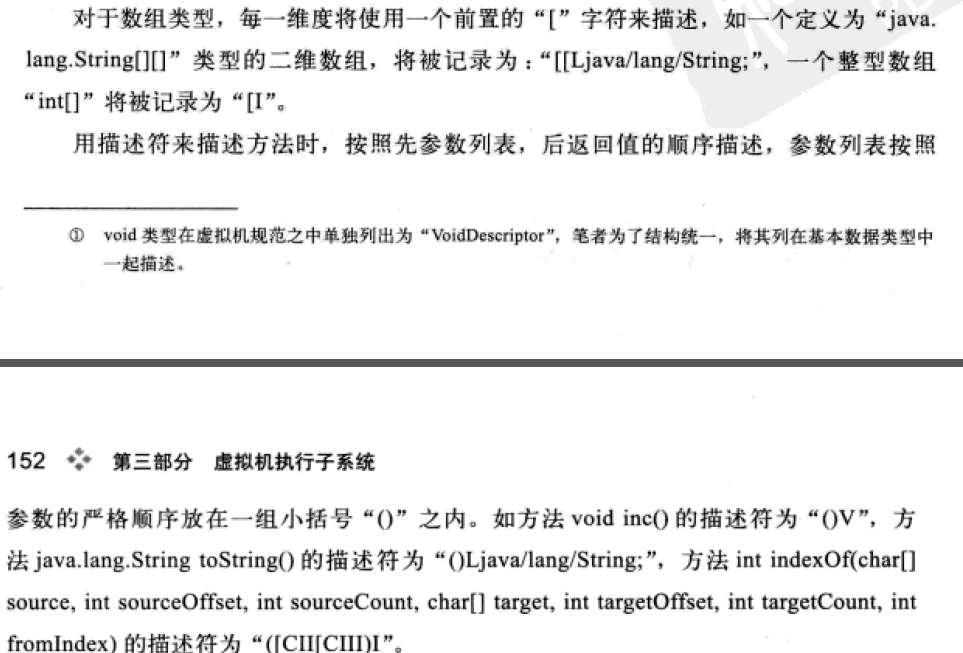 对于数组类型，每一维度将使用一个前置的“[”字符来描述，如一个定义为“java.
lang.String[][]”类型的二维数组，将被记录为：“[[Ljava/lang/String;”，一个整型数组
“int[]”将被记录为“[I”。
用描述符来描述方法时，按照先参数列表，后返回值的顺序描述，参数列表按照
① void 类型在虚拟机规范之中单独列出为“VoidDescriptor”，笔者为了结构统一，将其列在基本数据类型中
一起描述。
152 第三部分 虚拟机执行子系统
参数的严格顺序放在一组小括号“()”之内。如方法 void inc() 的描述符为“()V”，方
法 java.lang.String toString() 的描述符为“()Ljava/lang/String;”，方法 int indexOf(char[]
source, int sourceOffset, int sourceCount, char[] target, int targetOffset, int targetCount, int
fromIndex) 的描述符为“([CII[CIII)I”。